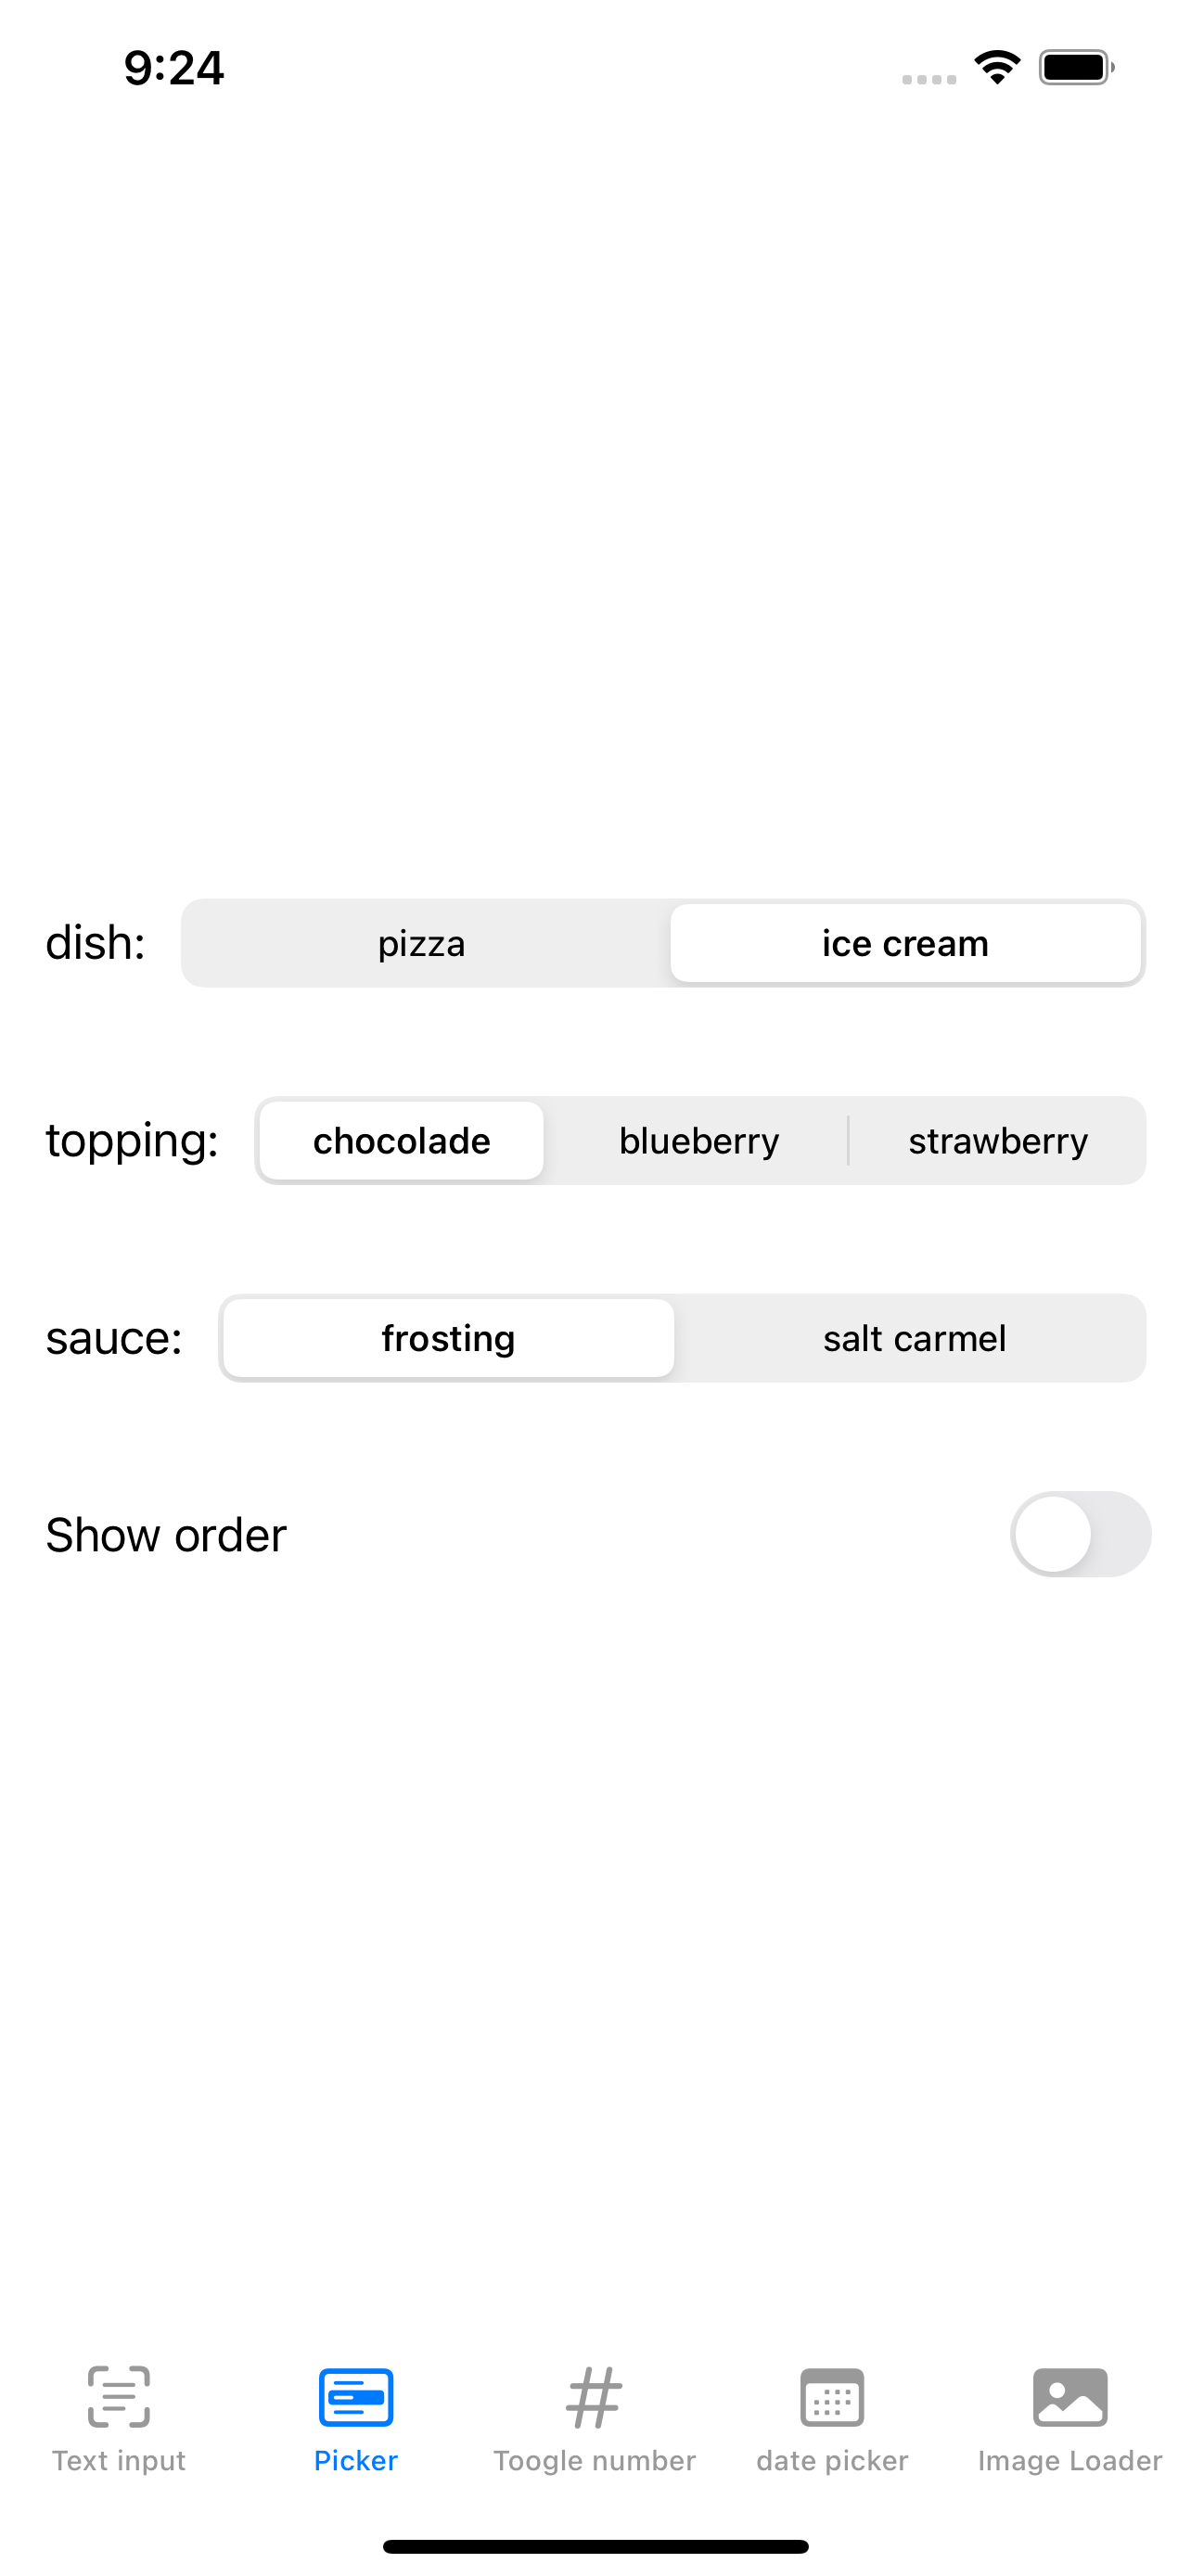 9:24
dish: pizza ice cream
topping: chocolade blueberry strawberry
sauce: frosting salt carmel
Show order
Text input Picker Toogle number date picker Image Loader